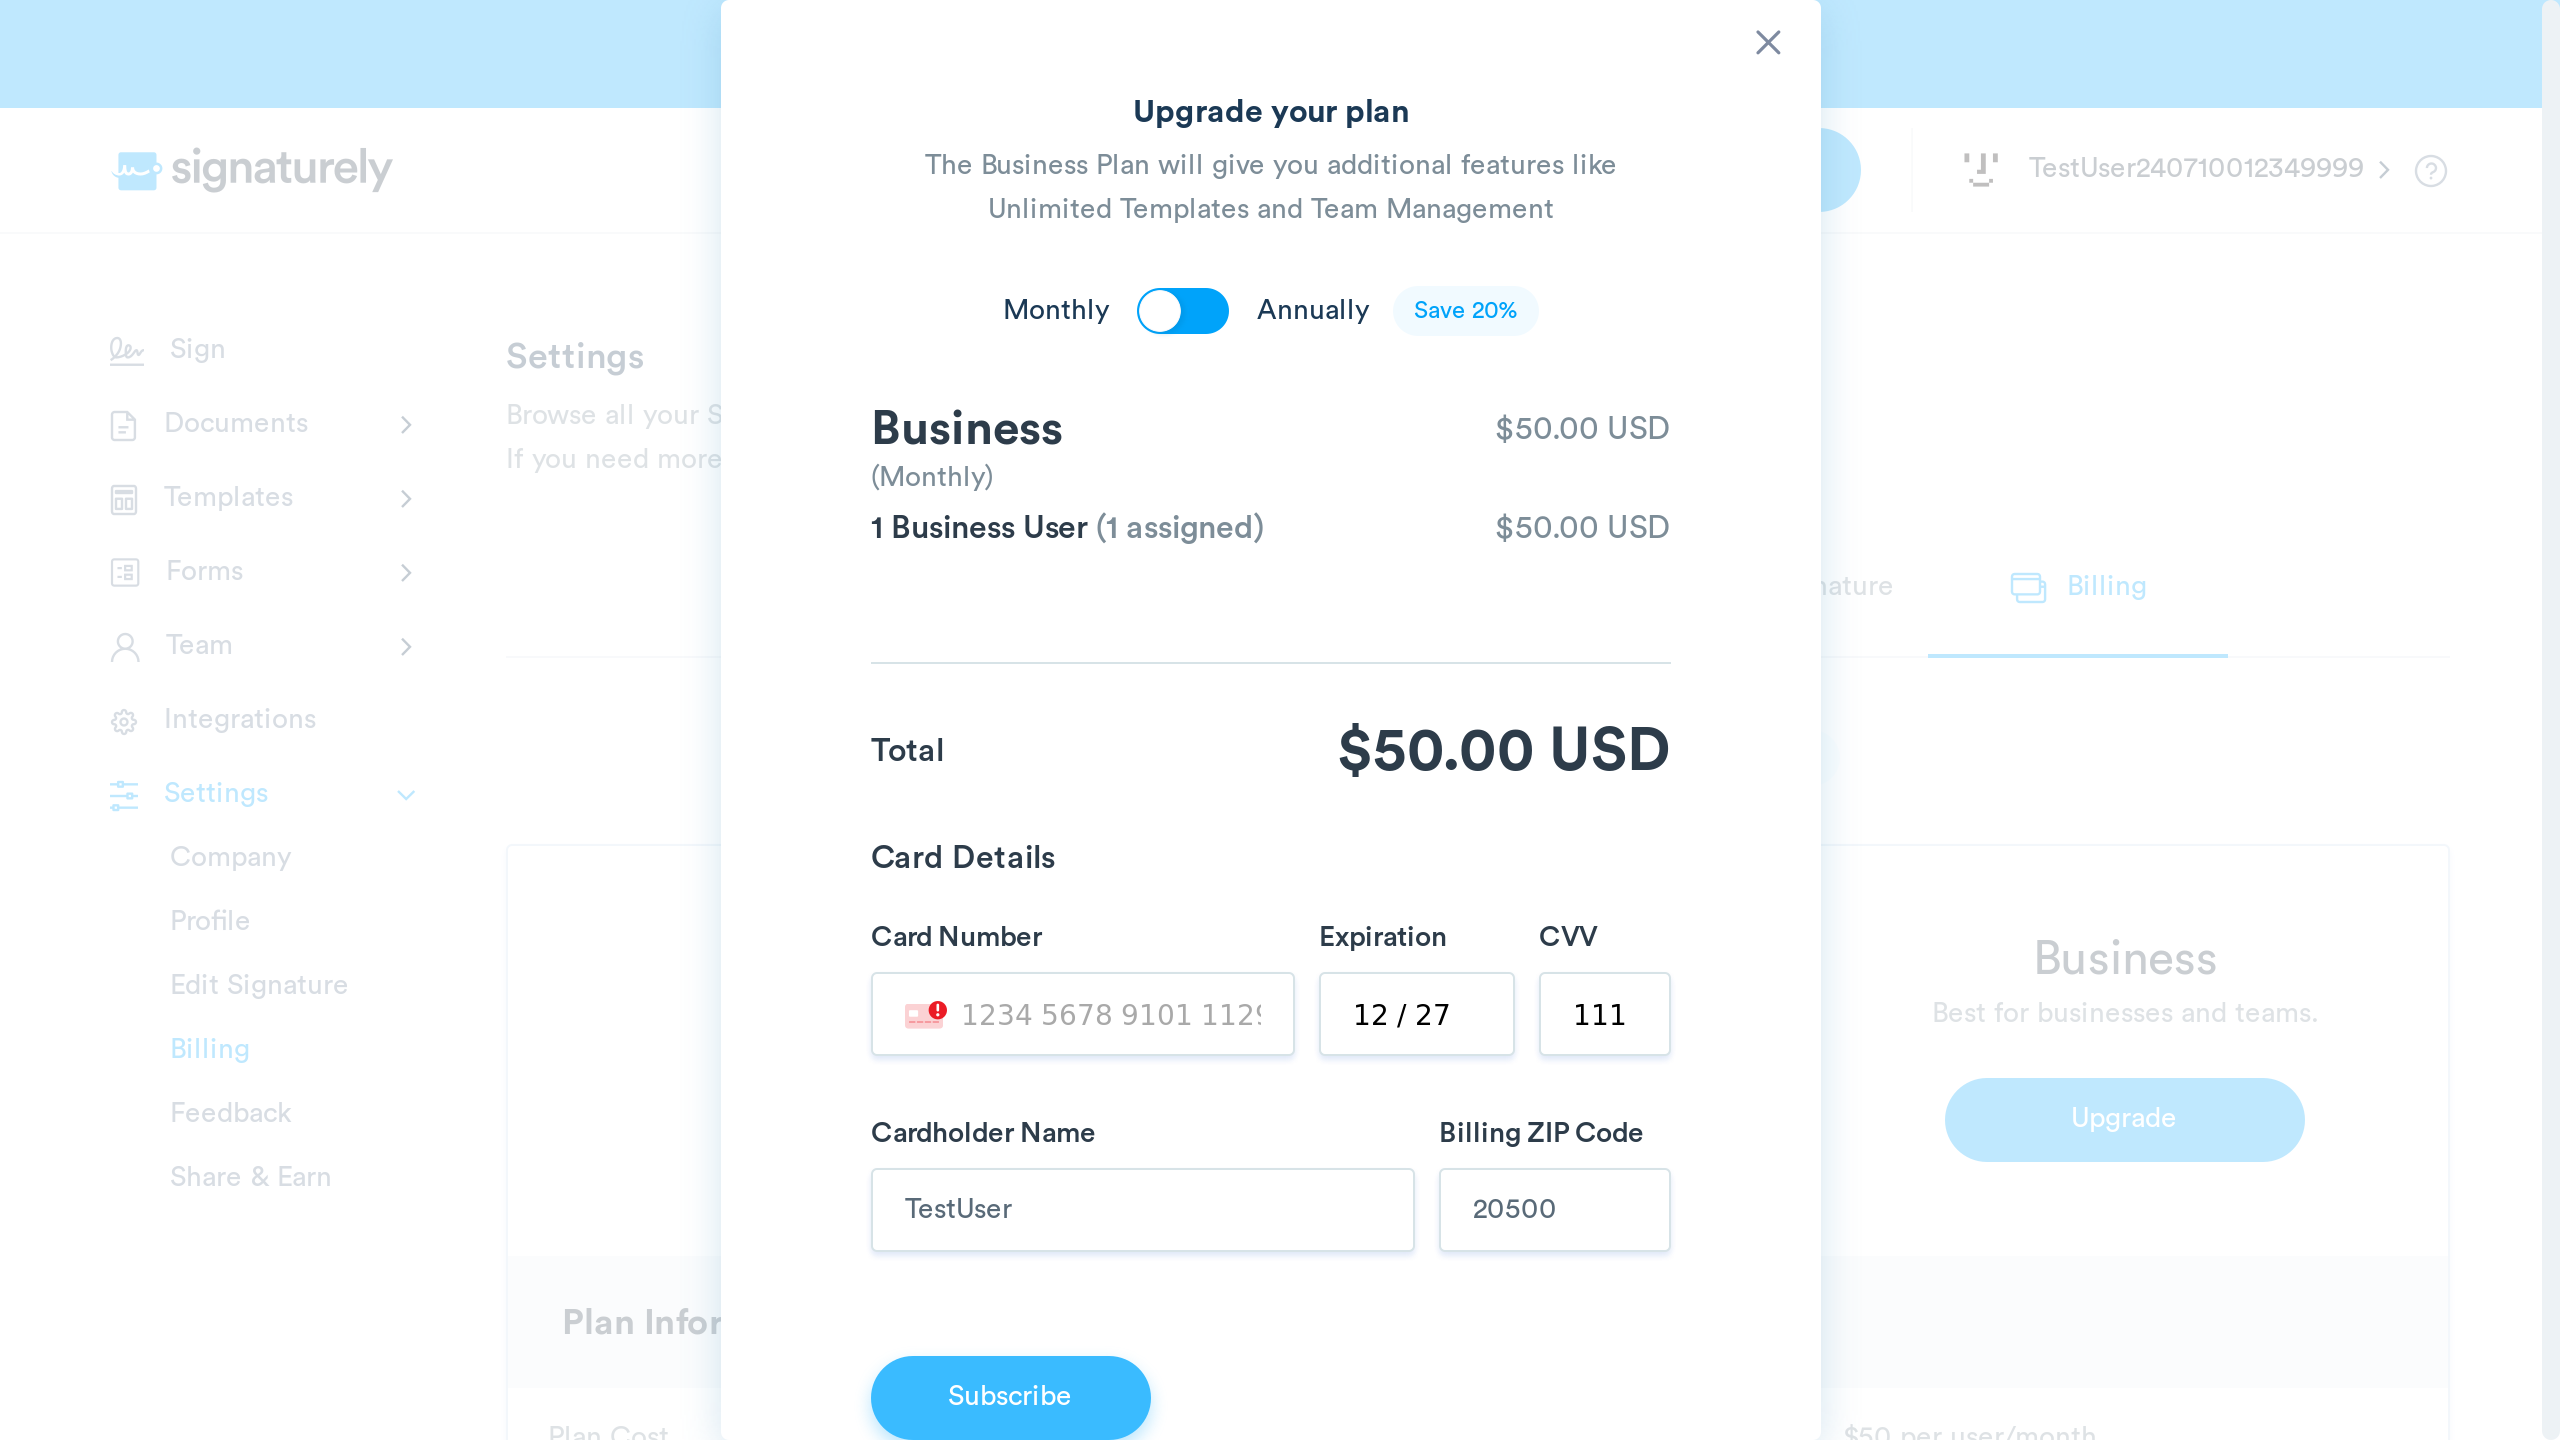 Upgrade your plan
The Business Plan will give you additional features like
Unlimited Templates and Team Management
Monthly Annually Save 20%
Business $50.00 USD
(Monthly)
1 Business User (1 assigned) $50.00 USD
Total $50.00 USD
Card Details
Card Number Expiration CVV
1234 5678 9101 1129 12 / 27 111
Cardholder Name Billing ZIP Code
TestUser 20500
Subscribe
signaturely
TestUser240710012349999
Sign
Documents
Templates
Forms
Team
Integrations
Settings
Company
Profile
Edit Signature
Billing
Feedback
Share & Earn
Settings
Browse all your S
If you need more
nature
Billing
Business
Best for businesses and teams.
Upgrade
Plan Infor
Plan Cost
$50 per user/month